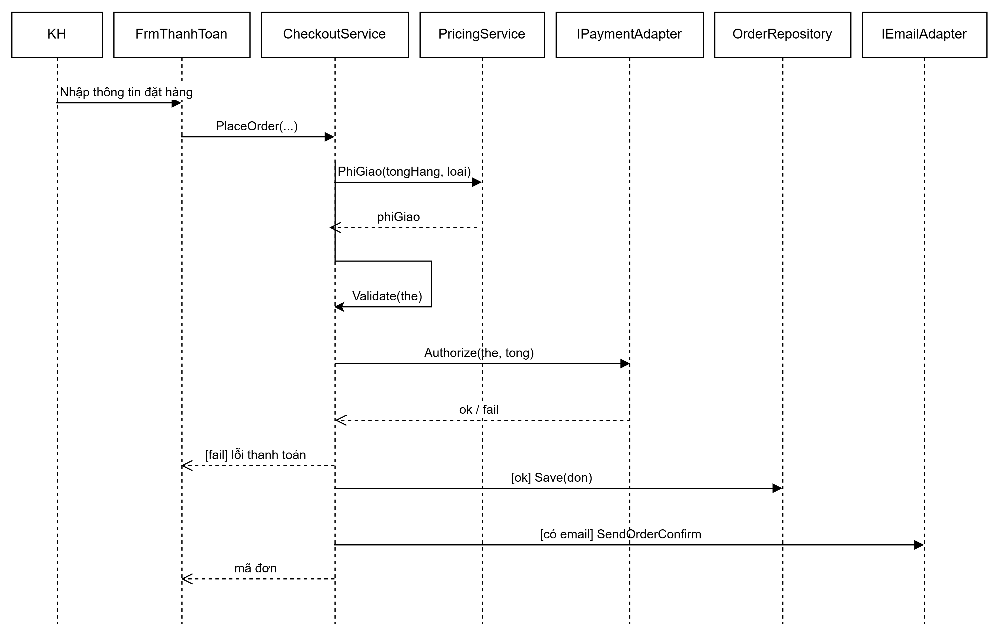 KH
FrmThanhToan
CheckoutService
PricingService
IPaymentAdapter
OrderRepository
IEmailAdapter
Nhập thông tin đặt hàng
PlaceOrder(...)
PhiGiao(tongHang, loai)
phiGiao
Validate(the)
Authorize(the, tong)
ok / fail
[fail] lỗi thanh toán
[ok] Save(don)
[có email] SendOrderConfirm
mã đơn